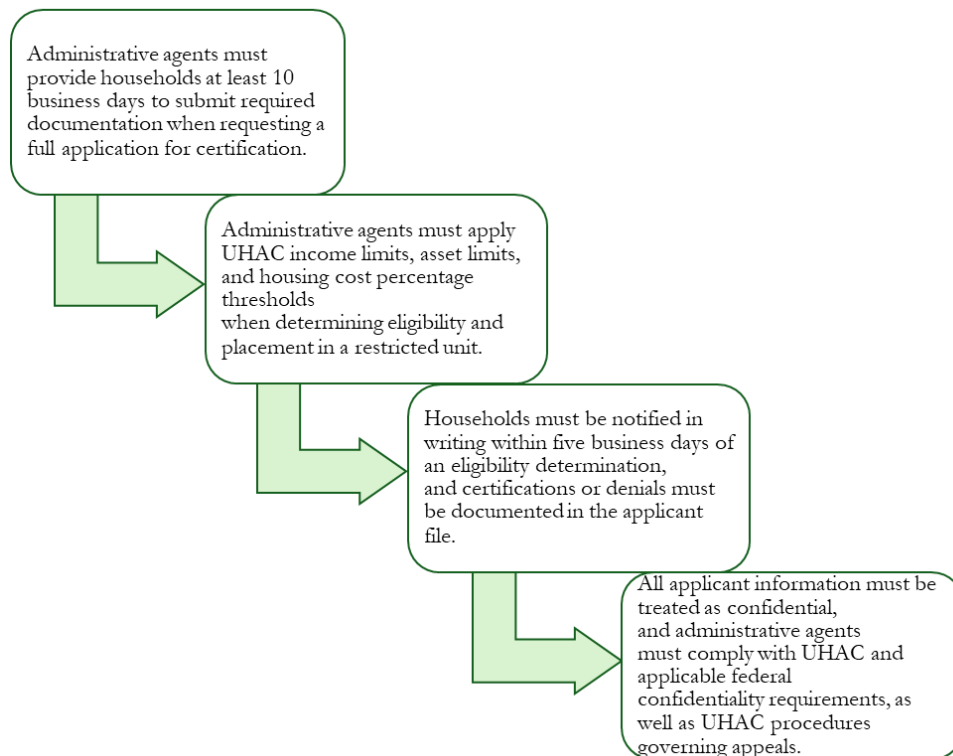 Administrative agents must
provide households at least 10
business days to submit required
documentation when requesting a
full application for certification.
Administrative agents must apply
UHAC income limits, asset limits,
and housing cost percentage
thresholds
when determining eligibility and
placement in a restricted unit.
Households must be notified in
writing within five business days of
an eligibility determination,
and certifications or denials must
be documented in the applicant
file.
All applicant information must be
treated as confidential,
and administrative agents
must comply with UHAC and
applicable federal
confidentiality requirements, as
well as UHAC procedures
governing appeals.